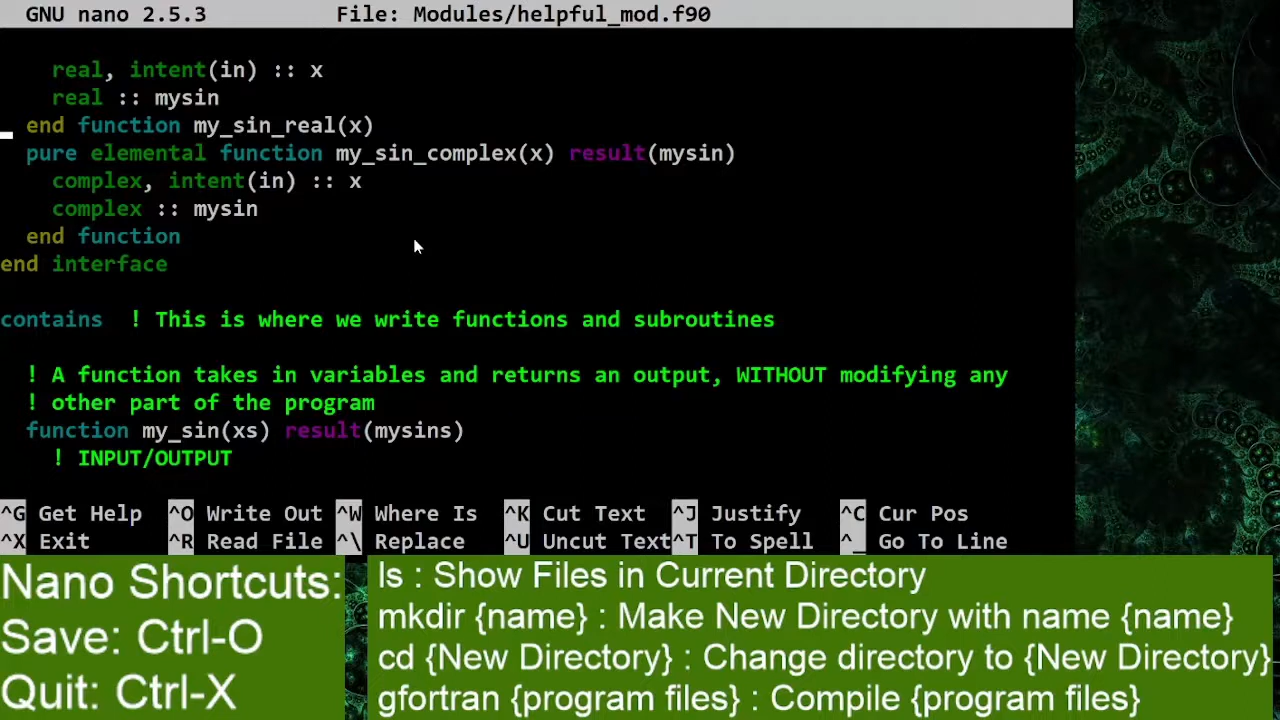 GNU nano 2.5.3 File: Modules/helpful_mod.f90
real, intent(in) :: x
real :: mysin
end function my_sin_real(x)
pure elemental function my_sin_complex(x) result(mysin)
complex, intent(in) :: x
complex :: mysin
end function
end interface
contains ! This is where we write functions and subroutines
! A function takes in variables and returns an output, WITHOUT modifying any
! other part of the program
function my_sin(xs) result(mysins)
! INPUT/OUTPUT
^G Get Help ^O Write Out ^W Where Is ^K Cut Text ^J Justify ^C Cur Pos
^X Exit ^R Read File ^\ Replace ^U Uncut Text ^T To Spell ^_ Go To Line
Nano Shortcuts:
Save: Ctrl-O
Quit: Ctrl-X
ls : Show Files in Current Directory
mkdir {name} : Make New Directory with name {name}
cd {New Directory} : Change directory to {New Directory}
gfortran {program files} : Compile {program files}